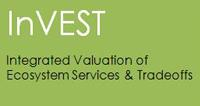 InVEST
Integrated Valuation of
Ecosystem Services & Tradeoffs